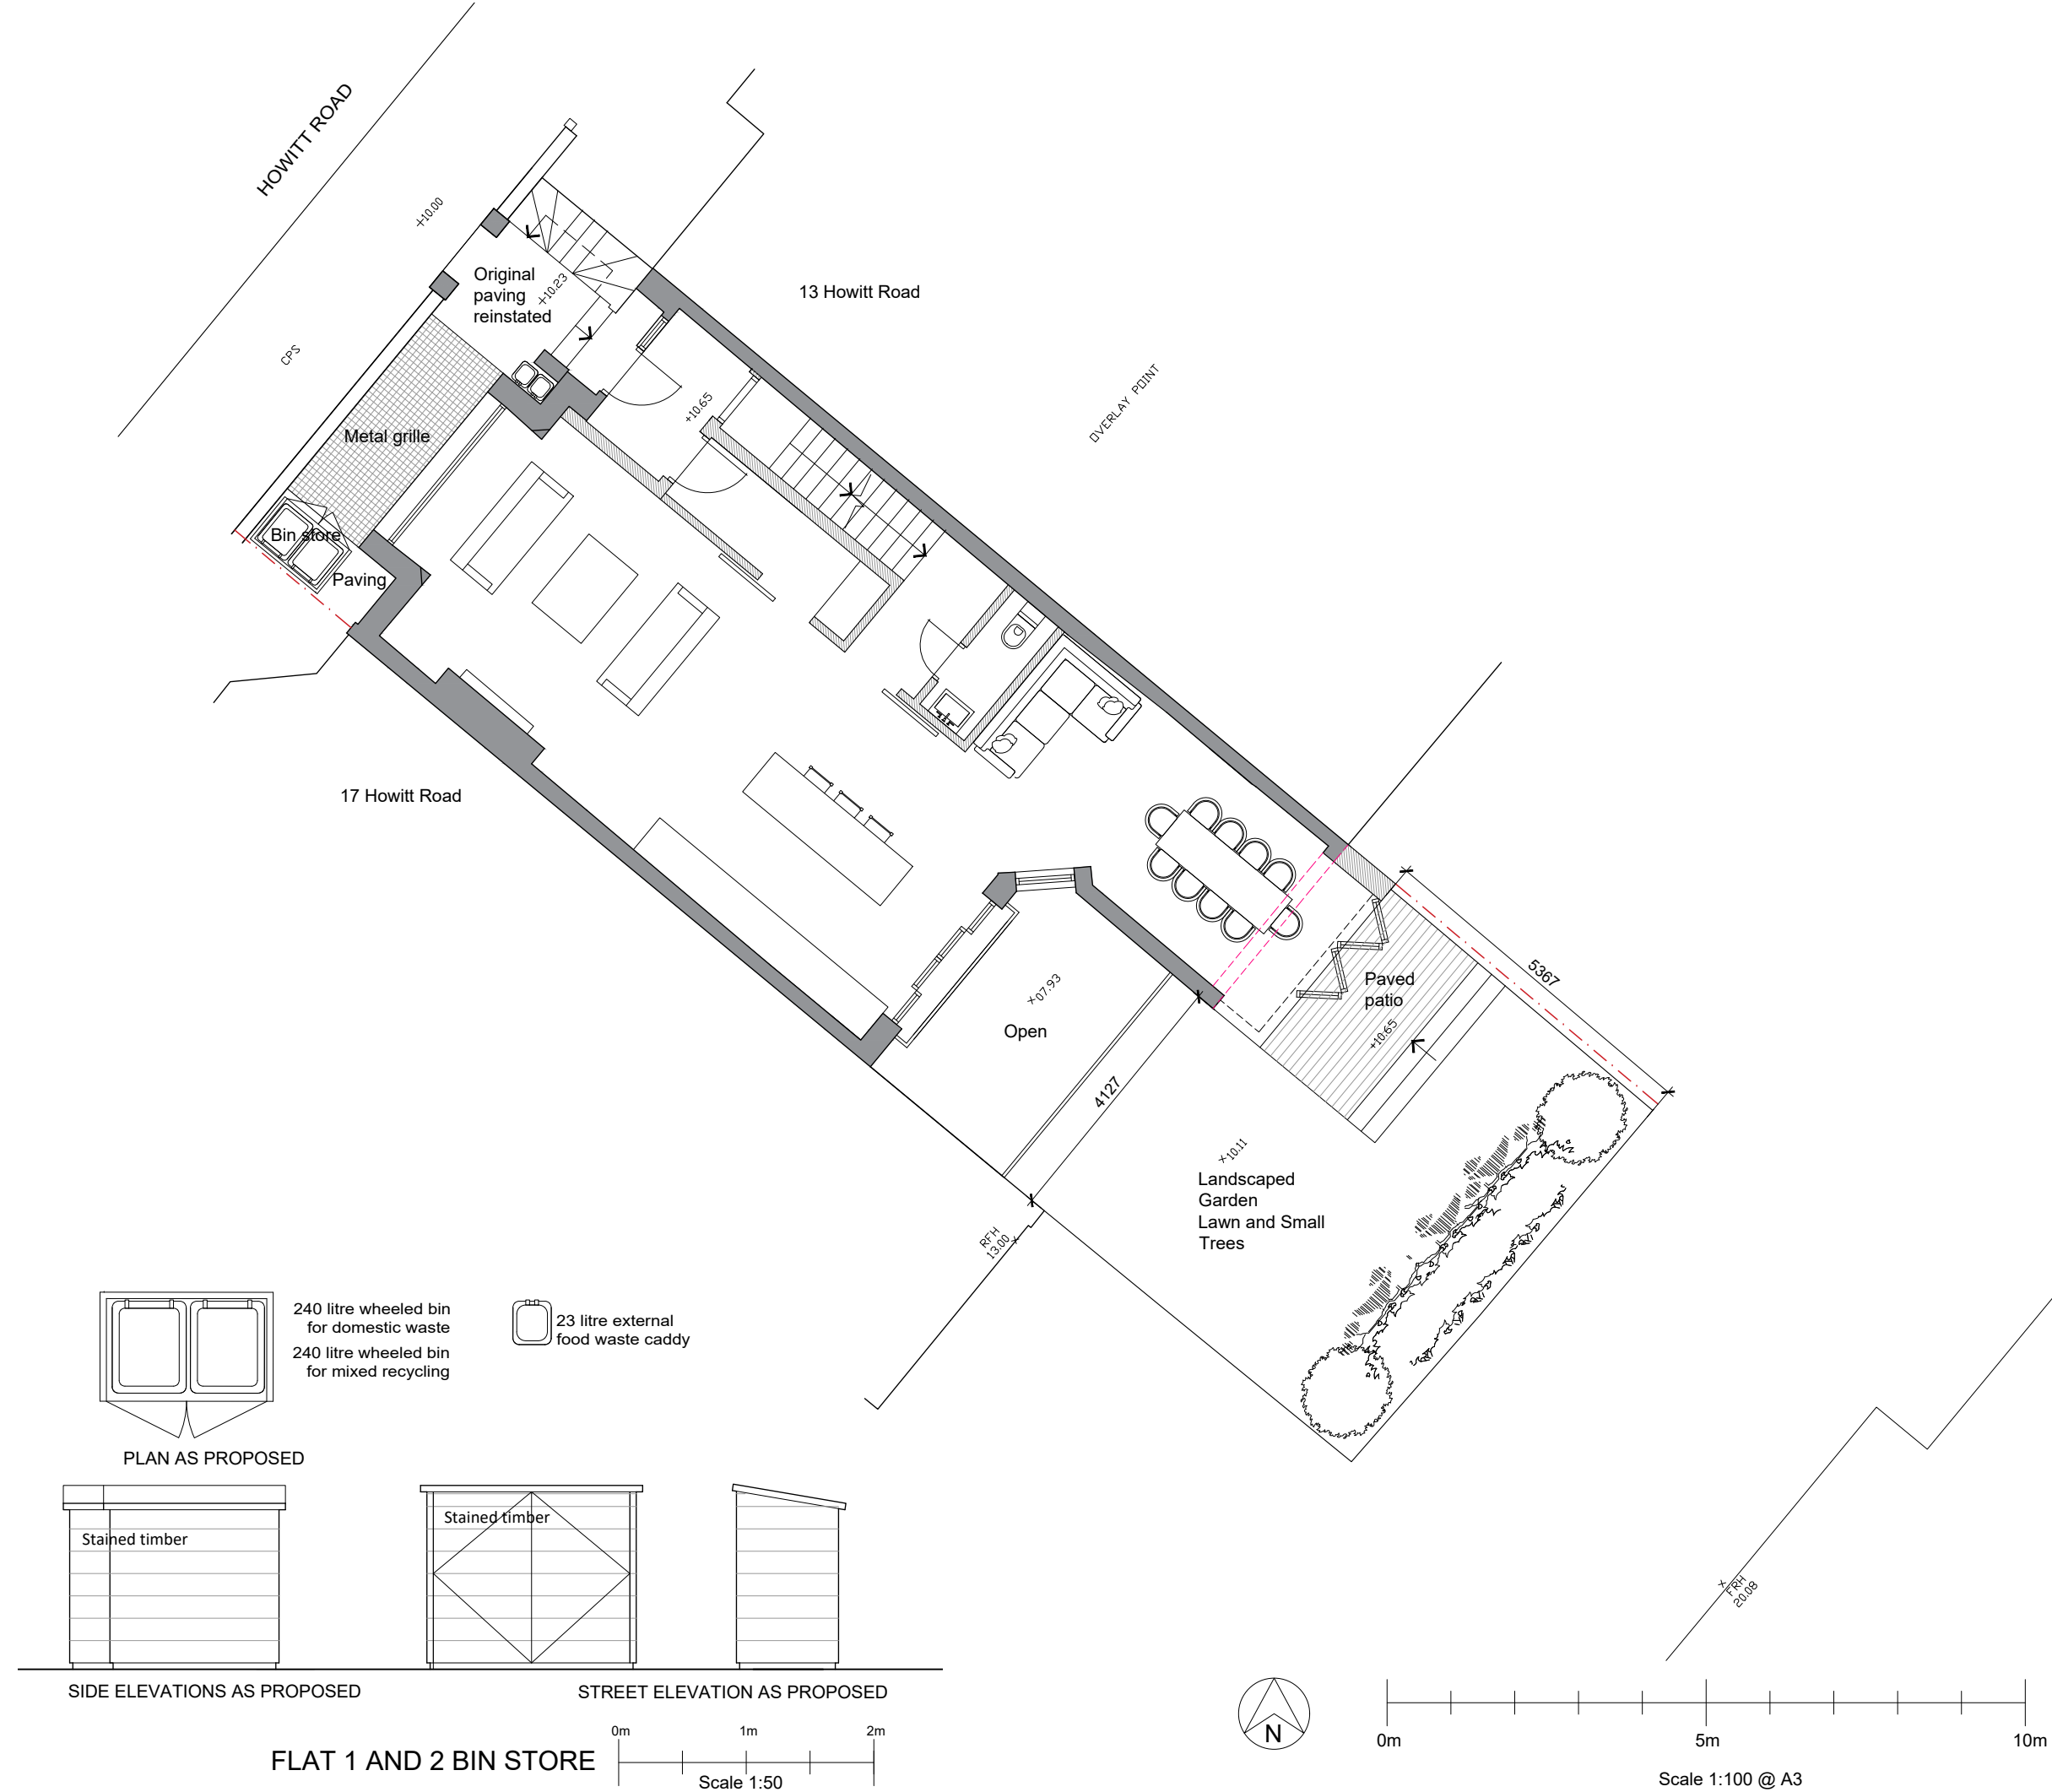 HOWITT ROAD
+10.00
Original
paving
reinstated
+10.23
13 Howitt Road
CPS
OVERLAY POINT
+10.65
Metal grille
Bin store
Paving
17 Howitt Road
5367
Paved
patio
+10.65
×07.93
Open
4127
×10.11
Landscaped
Garden
Lawn and Small
Trees
RFH
13.00
240 litre wheeled bin
for domestic waste
240 litre wheeled bin
for mixed recycling
23 litre external
food waste caddy
PLAN AS PROPOSED
Stained timber
Stained timber
FRH
20.08
SIDE ELEVATIONS AS PROPOSED
STREET ELEVATION AS PROPOSED
N
0m
1m
2m
FLAT 1 AND 2 BIN STORE
Scale 1:50
0m
5m
10m
Scale 1:100 @ A3